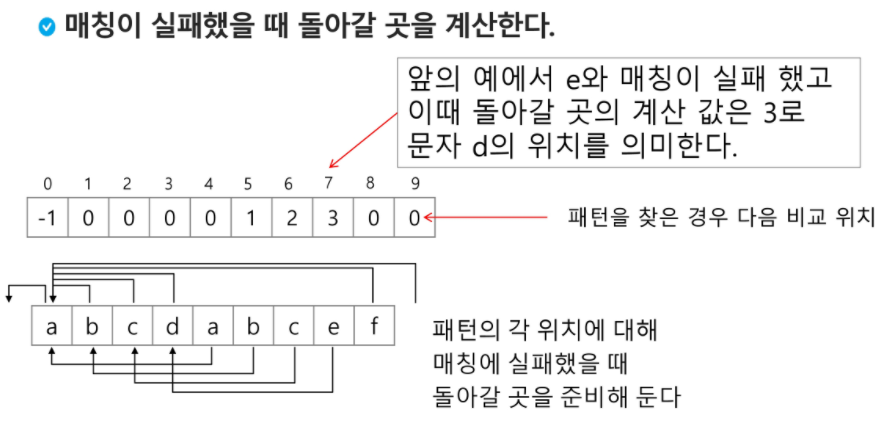 매칭이 실패했을 때 돌아갈 곳을 계산한다.
앞의 예에서 e와 매칭이 실패 했고
이때 돌아갈 곳의 계산 값은 3로
문자 d의 위치를 의미한다.
0 1 2 3 4 5 6 7 8 9
-1 0 0 0 0 1 2 3 0 0
패턴을 찾은 경우 다음 비교 위치
a b c d a b c e f
패턴의 각 위치에 대해
매칭에 실패했을 때
돌아갈 곳을 준비해 둔다